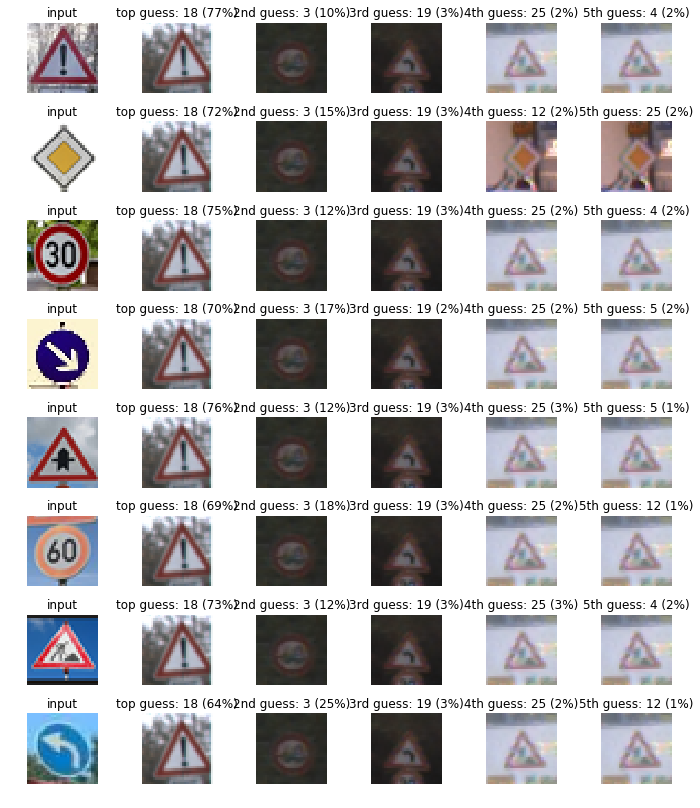 input top guess: 18 (77%) 2nd guess: 3 (10%) 3rd guess: 19 (3%) 4th guess: 25 (2%) 5th guess: 4 (2%)
input top guess: 18 (72%) 2nd guess: 3 (15%) 3rd guess: 19 (3%) 4th guess: 12 (2%) 5th guess: 25 (2%)
input top guess: 18 (75%) 2nd guess: 3 (12%) 3rd guess: 19 (3%) 4th guess: 25 (2%) 5th guess: 4 (2%)
30
input top guess: 18 (70%) 2nd guess: 3 (17%) 3rd guess: 19 (2%) 4th guess: 25 (2%) 5th guess: 5 (2%)
input top guess: 18 (76%) 2nd guess: 3 (12%) 3rd guess: 19 (3%) 4th guess: 25 (3%) 5th guess: 5 (1%)
input top guess: 18 (69%) 2nd guess: 3 (18%) 3rd guess: 19 (3%) 4th guess: 25 (2%) 5th guess: 12 (1%)
60
input top guess: 18 (73%) 2nd guess: 3 (12%) 3rd guess: 19 (3%) 4th guess: 25 (3%) 5th guess: 4 (2%)
input top guess: 18 (64%) 2nd guess: 3 (25%) 3rd guess: 19 (3%) 4th guess: 25 (2%) 5th guess: 12 (1%)